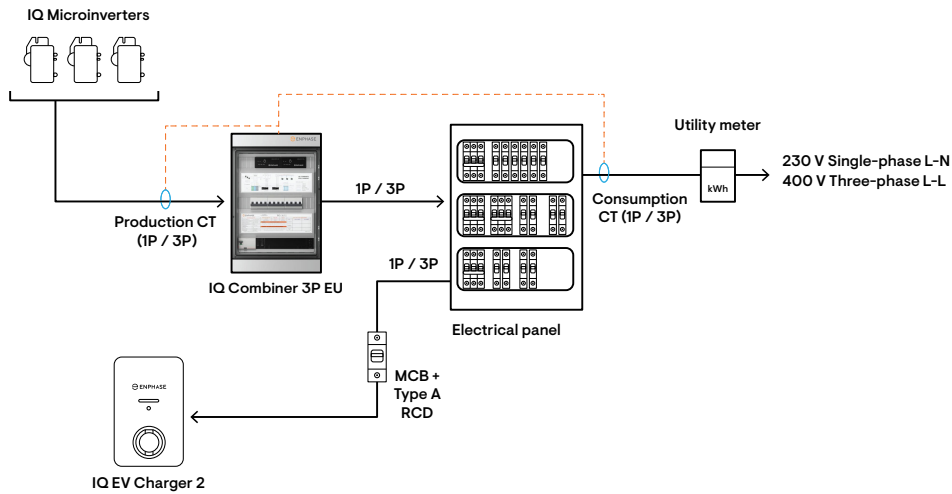 IQ Microinverters
ENPHASE
Production CT
(1P / 3P)
IQ Combiner 3P EU
1P / 3P
1P / 3P
Electrical panel
Consumption
CT (1P / 3P)
Utility meter
kWh
230 V Single-phase L-N
400 V Three-phase L-L
MCB +
Type A
RCD
ENPHASE
IQ EV Charger 2